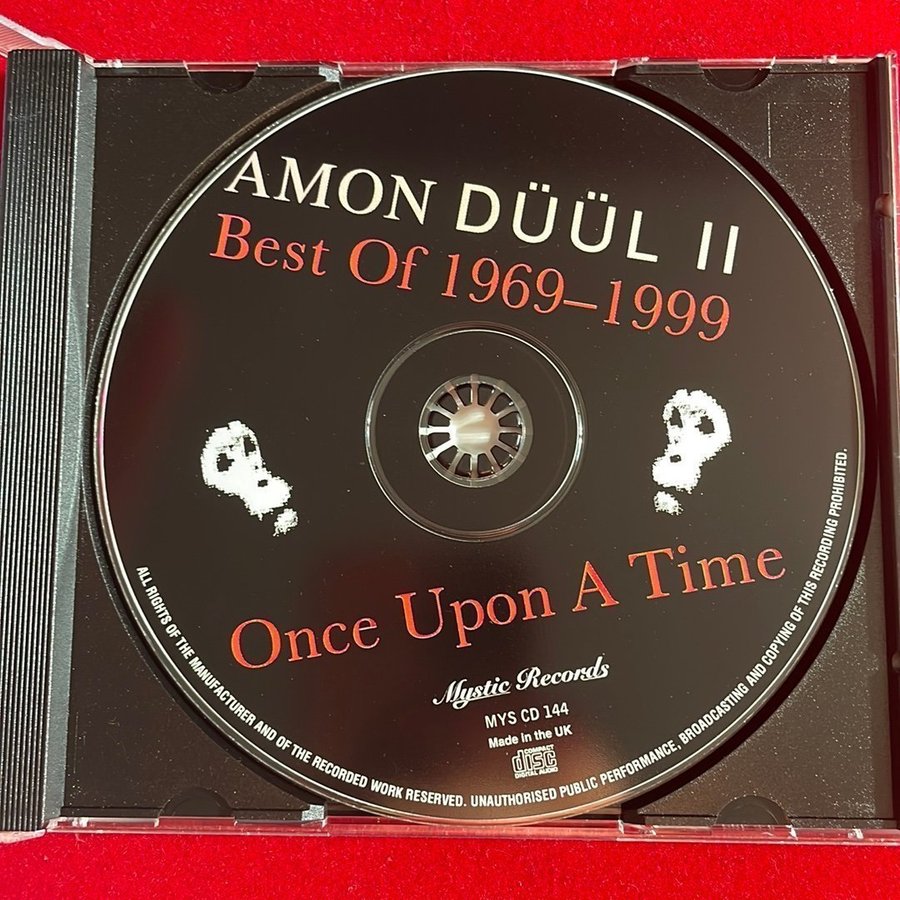 AMON DÜÜL II
Best Of 1969–1999
Once Upon A Time
Mystic Records
MYS CD 144
Made in the UK
COMPACT
disc
DIGITAL AUDIO
ALL RIGHTS OF THE MANUFACTURER AND OF THE RECORDED WORK RESERVED. UNAUTHORISED PUBLIC PERFORMANCE, BROADCASTING AND COPYING OF THIS RECORDING PROHIBITED.